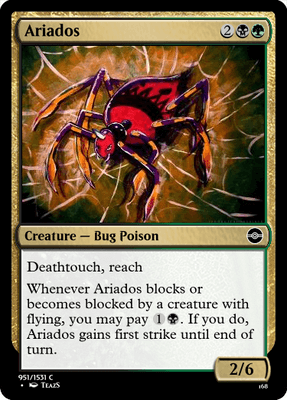 Ariados 2
Creature — Bug Poison
Deathtouch, reach
Whenever Ariados blocks or
becomes blocked by a creature with
flying, you may pay 1. If you do,
Ariados gains first strike until end of
turn.
2/6
951/1531 C
• TeazS
168